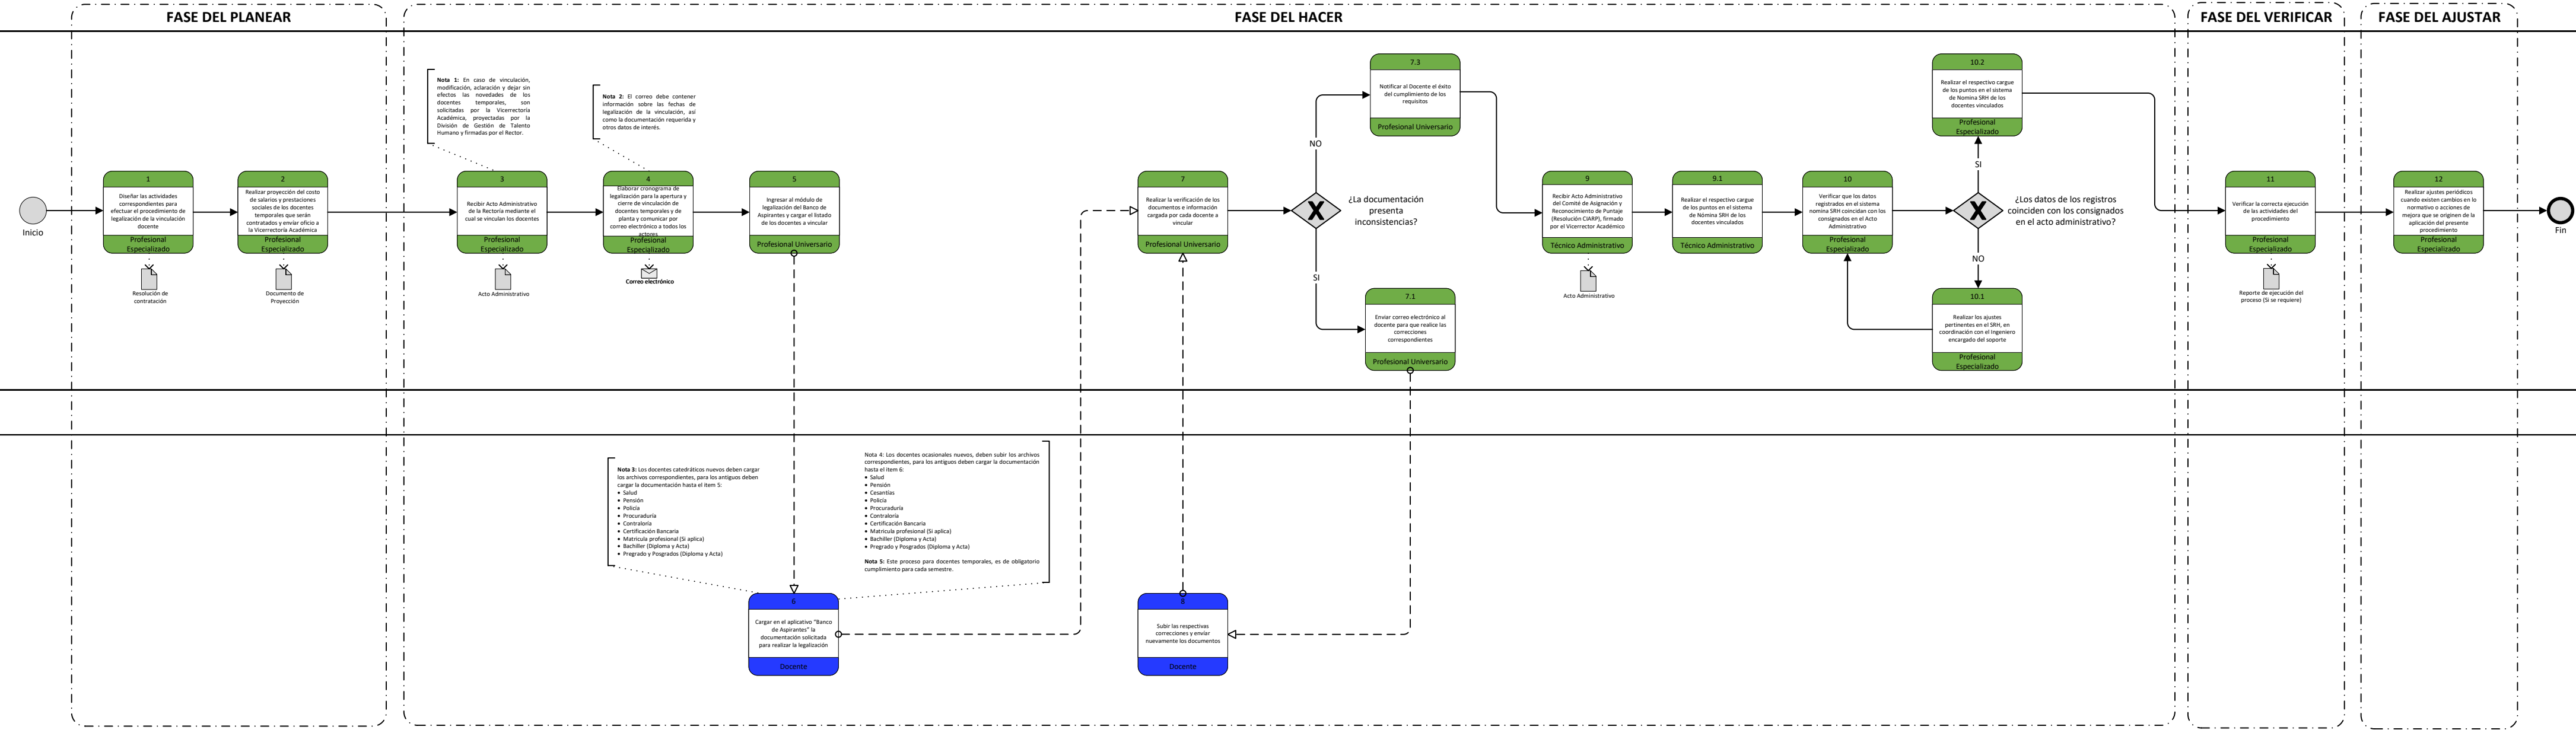 FASE DEL PLANEAR
FASE DEL HACER
FASE DEL VERIFICAR
FASE DEL AJUSTAR
Inicio
1
Diseñar las actividades
correspondientes para
efectuar el procedimiento de
legalización de la vinculación
docente
Profesional
Especializado
Resolución de
contratación
2
Realizar proyección del costo
de salarios y prestaciones
sociales de los docentes
temporales que serán
contratados y envíar oficio a
la Vicerrectoría Académica
Profesional
Especializado
Documento de
Proyección
Nota 1: En caso de vinculación,
modificación, aclaración y dejar sin
efectos las novedades de los
docentes temporales, son
solicitadas por la Vicerrectoría
Académica, proyectadas por la
División de Gestión de Talento
Humano y firmadas por el Rector.
3
Recibir Acto Administrativo
de la Rectoría mediante el
cual se vinculan los docentes
Acto Administrativo
Nota 2: El correo debe contener
información sobre las fechas de
legalización de la vinculación, así
como la documentación requerida y
otros datos de interés.
4
Elaborar cronograma de
legalización para la apertura y
cierre de vinculación de
docentes temporales y de
planta y comunicar por
correo electrónico a todos los
actores
Profesional
Especializado
Correo electrónico
5
Ingresar al módulo de
legalización del Banco de
Aspirantes y cargar el listado
de los docentes a vincular
Profesional Universitario
7
Realizar la verificación de los
documentos e información
cargada por cada docente a
vincular
Profesional Universitario
¿La documentación
presenta
inconsistencias?
NO
SI
7.3
Notificar al Docente el éxito
del cumplimiento de los
requisitos
Profesional Universitario
7.1
Enviar correo electrónico al
docente para que realice las
correcciones
correspondientes
Profesional Universitario
9
Recibir Acto Administrativo
del Comité de Asignación y
Reconocimiento de Puntaje
(Resolución CIARP), firmado
por el Vicerrector Académico
Técnico Administrativo
Acto Administrativo
9.1
Realizar el respectivo cargue
de los puntos en el sistema
de Nómina SRH de los
docentes vinculados
Técnico Administrativo
10
Verificar que los datos
registrados en el sistema
nomina SRH coincidan con los
consignados en el Acto
Administrativo
Profesional
Especializado
¿Los datos de los registros
coinciden con los consignados
en el acto administrativo?
SI
NO
10.2
Realizar el respectivo cargue
de los puntos en el sistema
de Nomina SRH de los
docentes vinculados
Profesional
Especializado
10.1
Realizar los ajustes
pertinentes en el SRH, en
coordinación con el Ingeniero
encargado del soporte
Profesional
Especializado
11
Verificar la correcta ejecución
de las actividades del
procedimiento
Profesional
Especializado
Reporte de ejecución del
proceso (Si se requiere)
12
Realizar ajustes periódicos
cuando existen cambios en lo
normativo o acciones de
mejora que se originen de la
aplicación del presente
procedimiento
Profesional
Especializado
Fin
Nota 3: Los docentes catedráticos nuevos deben cargar
los archivos correspondientes, para los antiguos deben
cargar la documentación hasta el item 5:
• Salud
• Pensión
• Policía
• Procuraduría
• Contraloría
• Certificación Bancaria
• Matricula profesional (Si aplica)
• Bachiller (Diploma y Acta)
• Pregrado y Posgrados (Diploma y Acta)
Nota 4: Los docentes ocasionales nuevos, deben subir los archivos
correspondientes, para los antiguos deben cargar la documentación
hasta el item 6:
• Salud
• Pensión
• Cesantías
• Policía
• Procuraduría
• Contraloría
• Certificación Bancaria
• Matricula profesional (Si aplica)
• Bachiller (Diploma y Acta)
• Pregrado y Posgrados (Diploma y Acta)
Nota 5: Este proceso para docentes temporales, es de obligatorio
cumplimiento para cada semestre.
6
Cargar en el aplicativo "Banco
de Aspirantes" la
documentación solicitada
para realizar la legalización
Docente
8
Subir las respectivas
correcciones y envíar
nuevamente los documentos
Docente